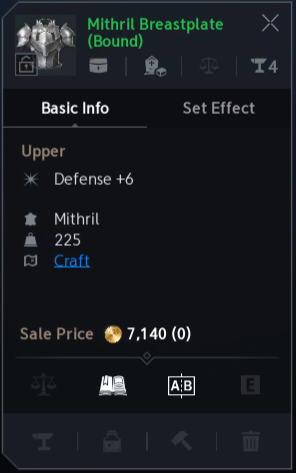 Mithril Breastplate
(Bound)
4
Basic Info
Set Effect
Upper
Defense +6
Mithril
225
Craft
Sale Price 7,140 (0)
A B
E